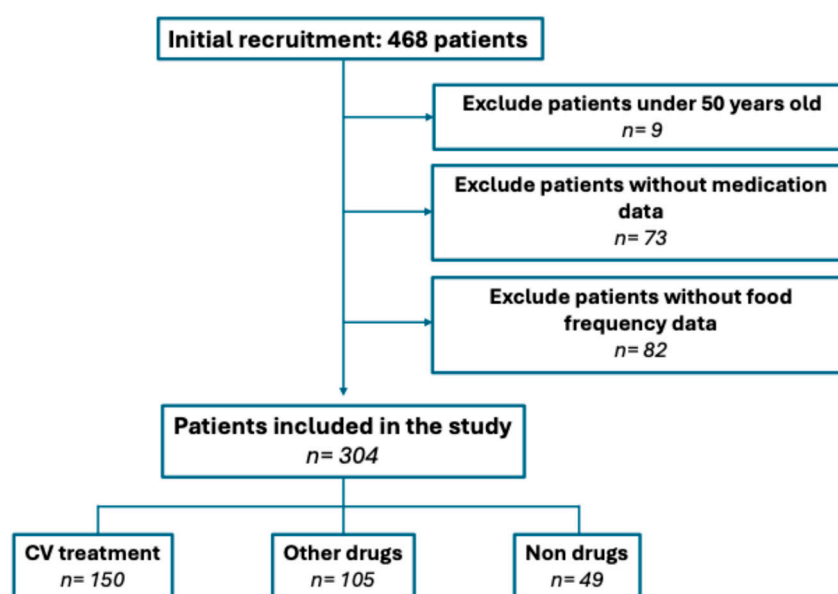 Initial recruitment: 468 patients
Exclude patients under 50 years old
n= 9
Exclude patients without medication
data
n= 73
Exclude patients without food
frequency data
n= 82
Patients included in the study
n= 304
CV treatment
n= 150
Other drugs
n= 105
Non drugs
n= 49